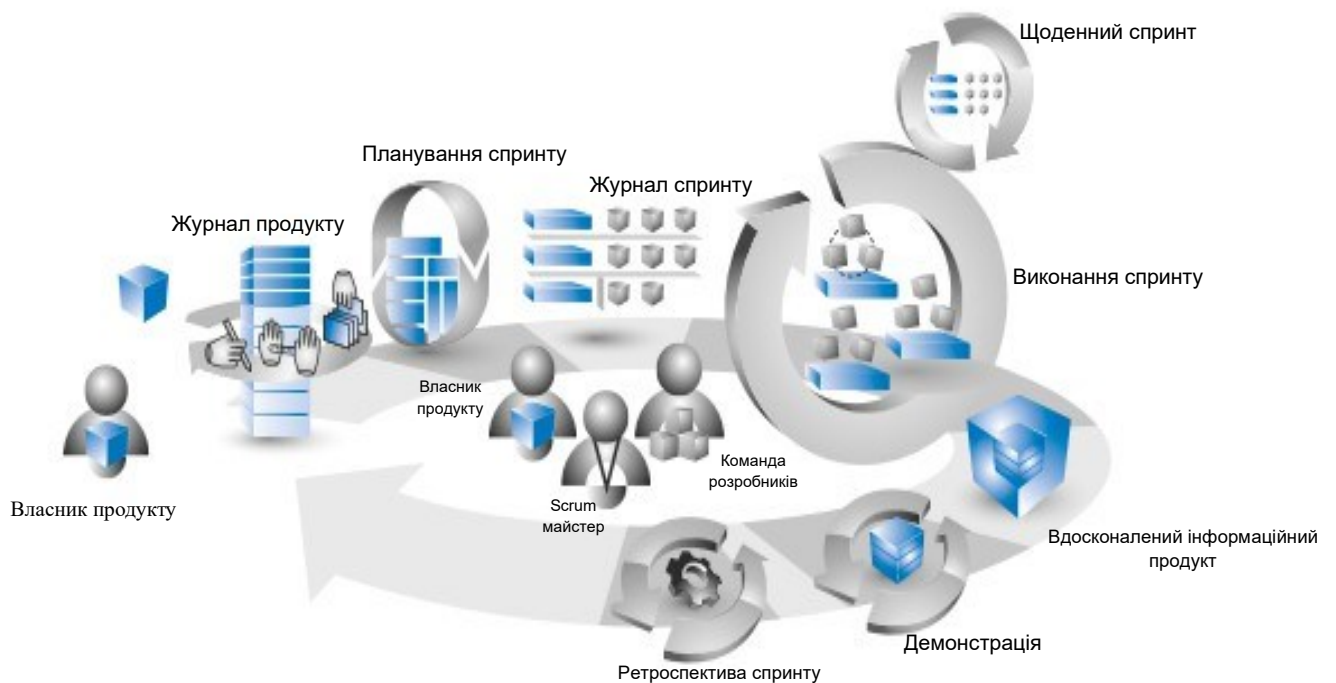 Щоденний спринт
Планування спринту
Журнал спринту
Журнал продукту
Виконання спринту
Власник
продукту
Команда
розробників
Scrum
майстер
Власник продукту
Вдосконалений інформаційний
продукт
Демонстрація
Ретроспектива спринту